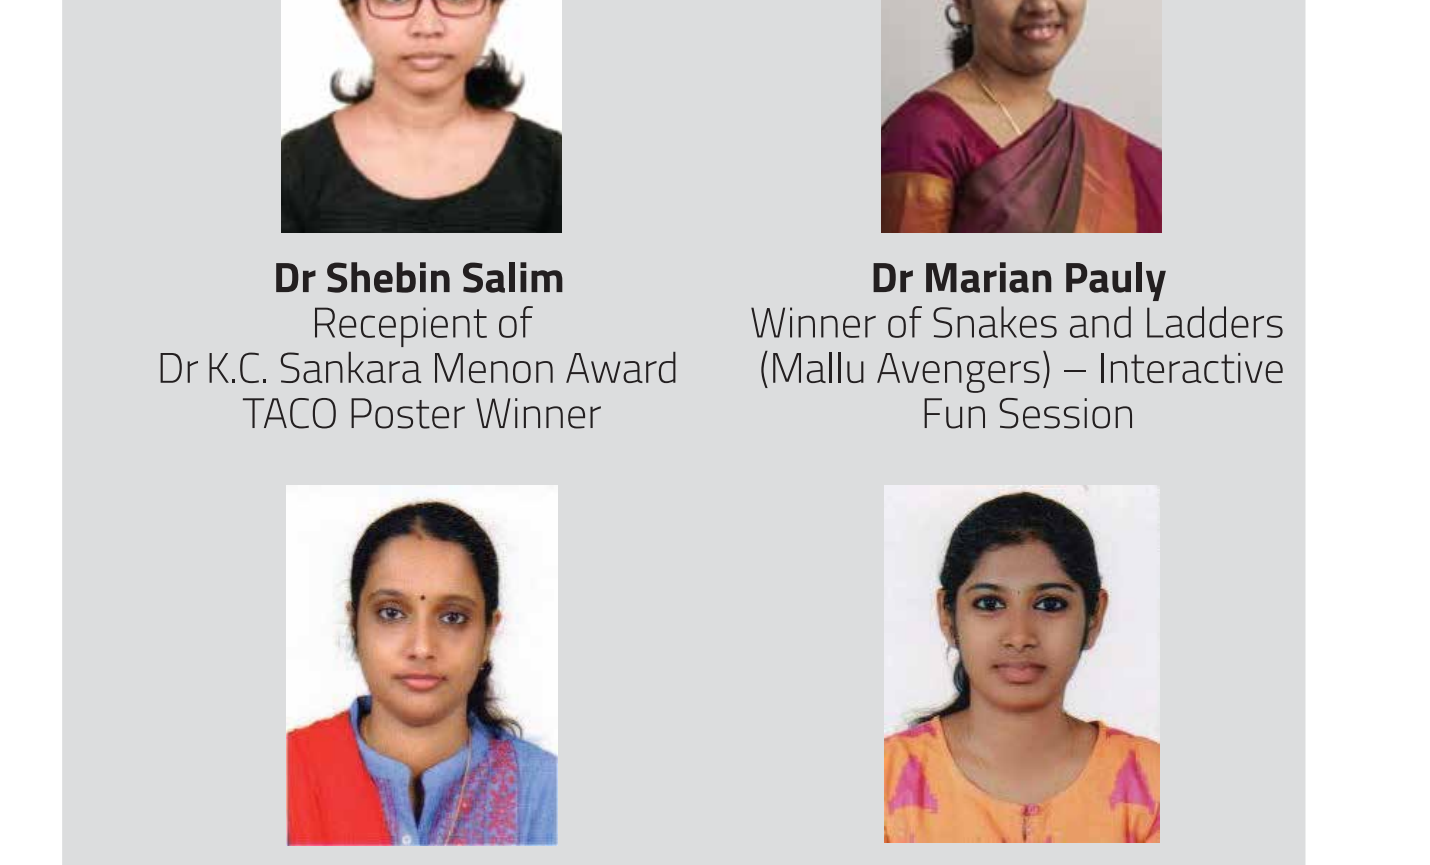 Dr Shebin Salim
Recepient of
Dr K.C. Sankara Menon Award
TACO Poster Winner
Dr Marian Pauly
Winner of Snakes and Ladders
(Mallu Avengers) – Interactive
Fun Session